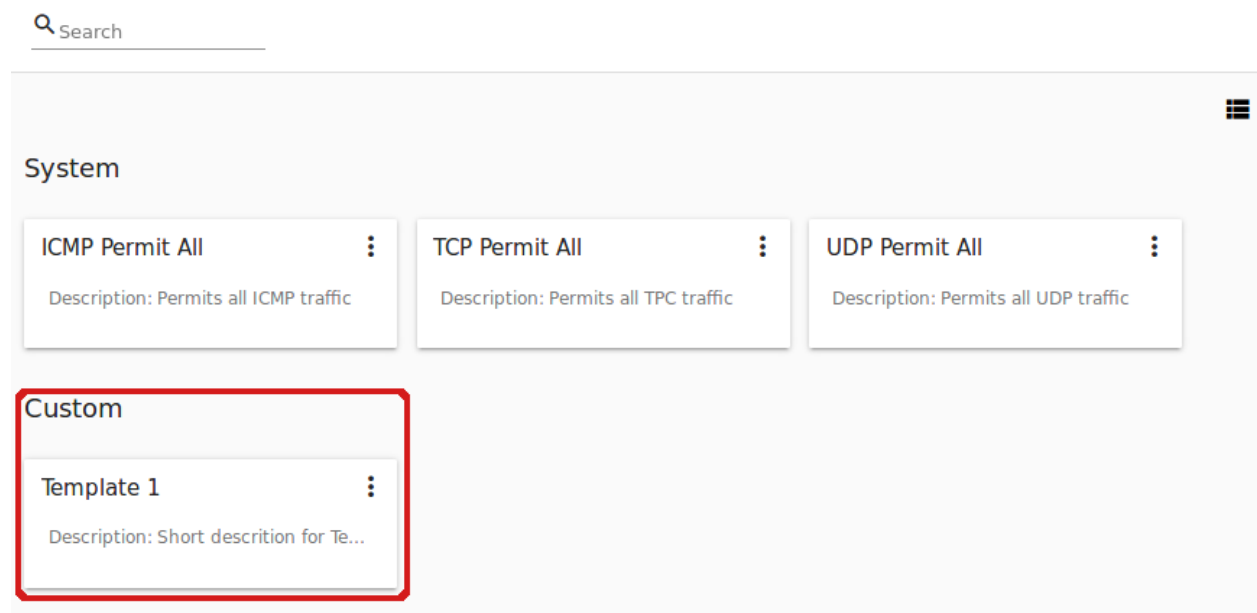 Search
System
ICMP Permit All
Description: Permits all ICMP traffic
TCP Permit All
Description: Permits all TPC traffic
UDP Permit All
Description: Permits all UDP traffic
Custom
Template 1
Description: Short descrition for Te...